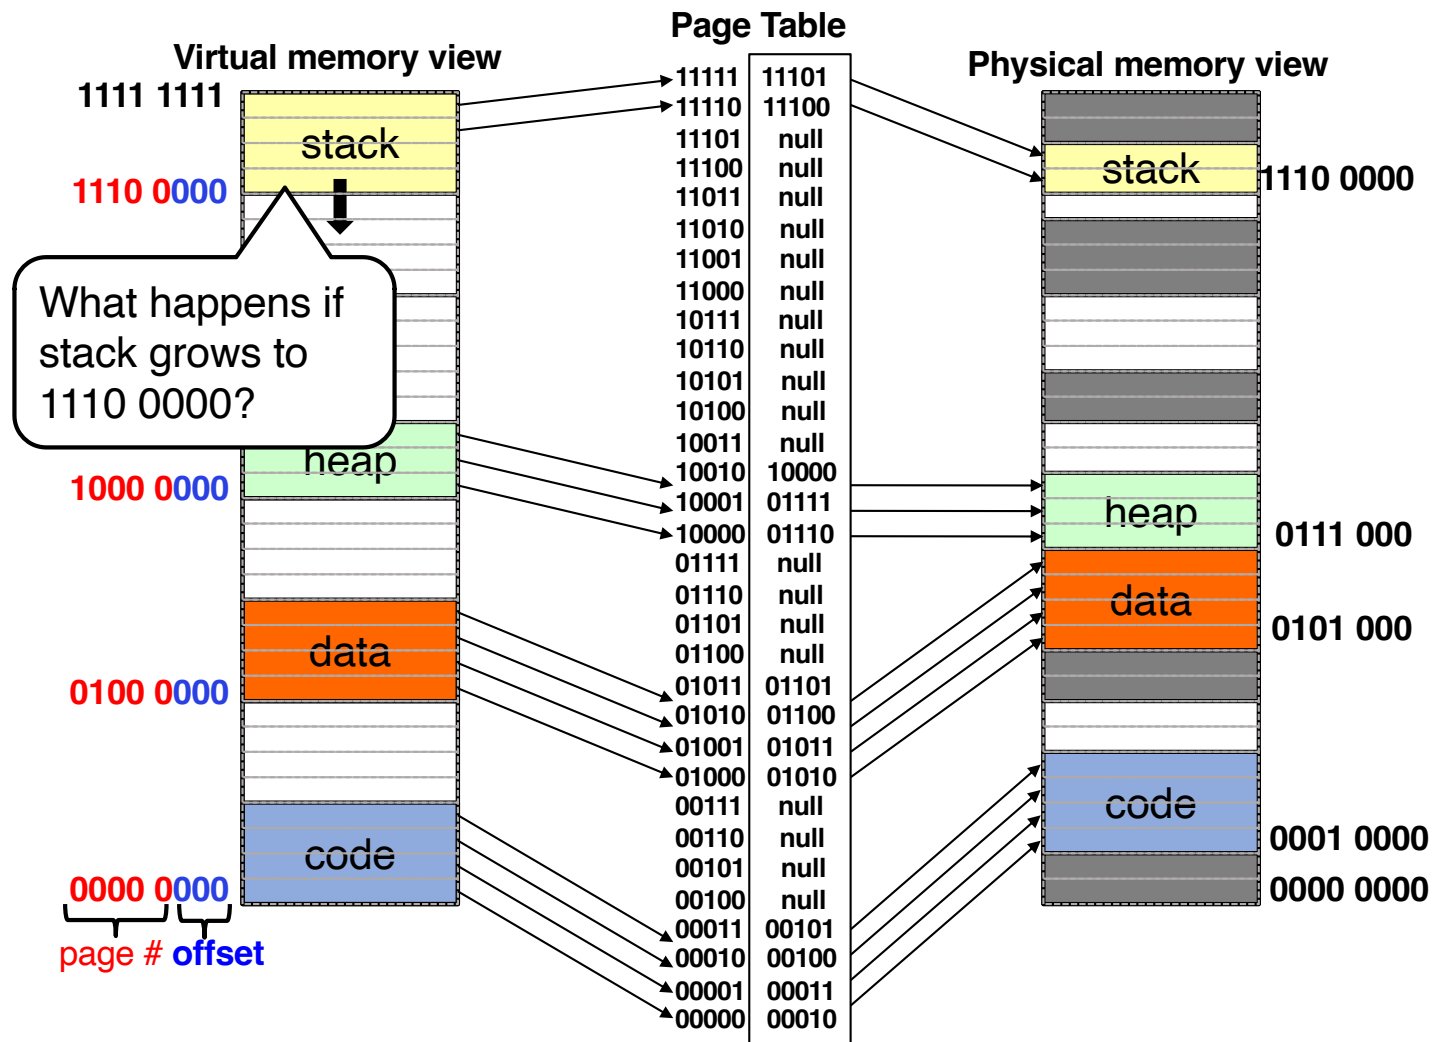 Page Table
Virtual memory view
Physical memory view
1111 1111
stack
1110 0000
What happens if
stack grows to
1110 0000?
heap
1000 0000
data
0100 0000
code
0000 0000
page # offset
11111 11101
11110 11100
11101 null
11100 null
11011 null
11010 null
11001 null
11000 null
10111 null
10110 null
10101 null
10100 null
10011 null
10010 10000
10001 01111
10000 01110
01111 null
01110 null
01101 null
01100 null
01011 01101
01010 01100
01001 01011
01000 01010
00111 null
00110 null
00101 null
00100 null
00011 00101
00010 00100
00001 00011
00000 00010
stack
1110 0000
heap
0111 000
data
0101 000
code
0001 0000
0000 0000